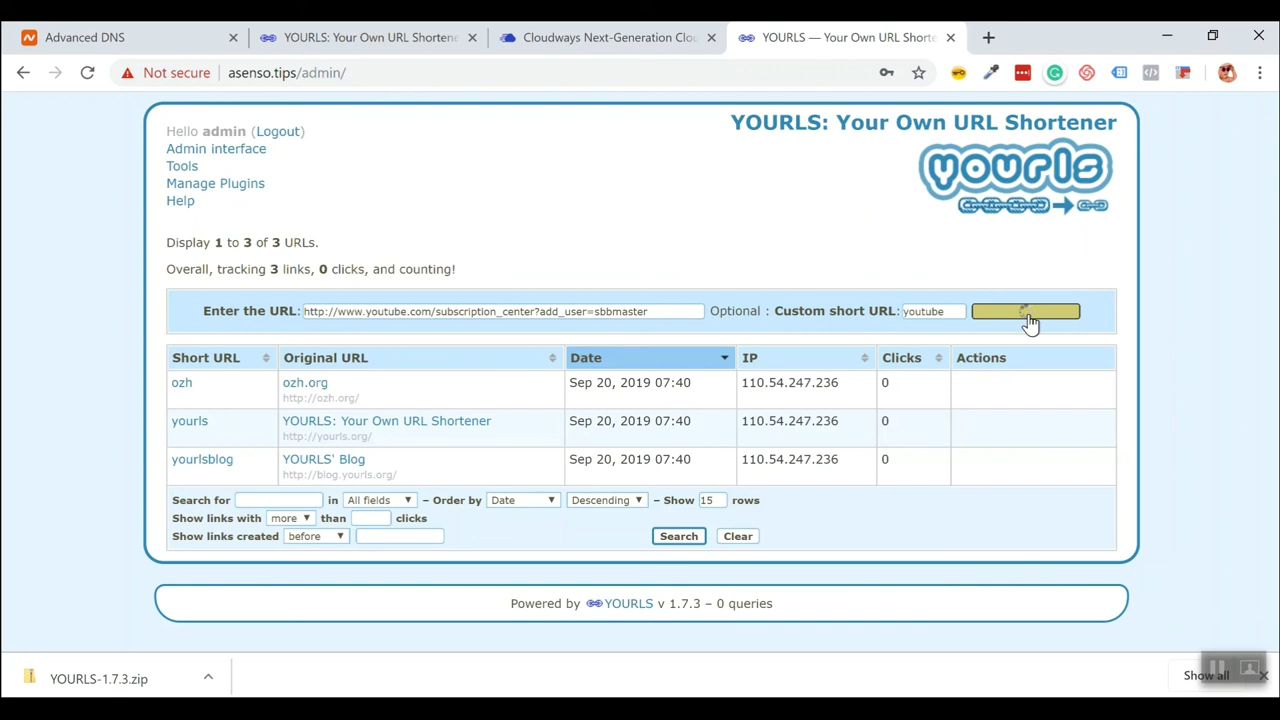 Advanced DNS
YOURLS: Your Own URL Shortene
Cloudways Next-Generation Clou
YOURLS — Your Own URL Shorte
Not secure
asenso.tips/admin/
Hello admin (Logout)
YOURLS: Your Own URL Shortener
Admin interface
Tools
Manage Plugins
Help
yourls
Display 1 to 3 of 3 URLs.
Overall, tracking 3 links, 0 clicks, and counting!
Enter the URL: http://www.youtube.com/subscription_center?add_user=sbbmaster Optional : Custom short URL: youtube
Short URL Original URL Date IP Clicks Actions
ozh ozh.org Sep 20, 2019 07:40 110.54.247.236 0
http://ozh.org/
yourls YOURLS: Your Own URL Shortener Sep 20, 2019 07:40 110.54.247.236 0
http://yourls.org/
yourlsblog YOURLS' Blog Sep 20, 2019 07:40 110.54.247.236 0
http://blog.yourls.org/
Search for in All fields – Order by Date Descending – Show 15 rows
Show links with more than clicks
Show links created before Search Clear
Powered by YOURLS v 1.7.3 – 0 queries
YOURLS-1.7.3.zip
Show all